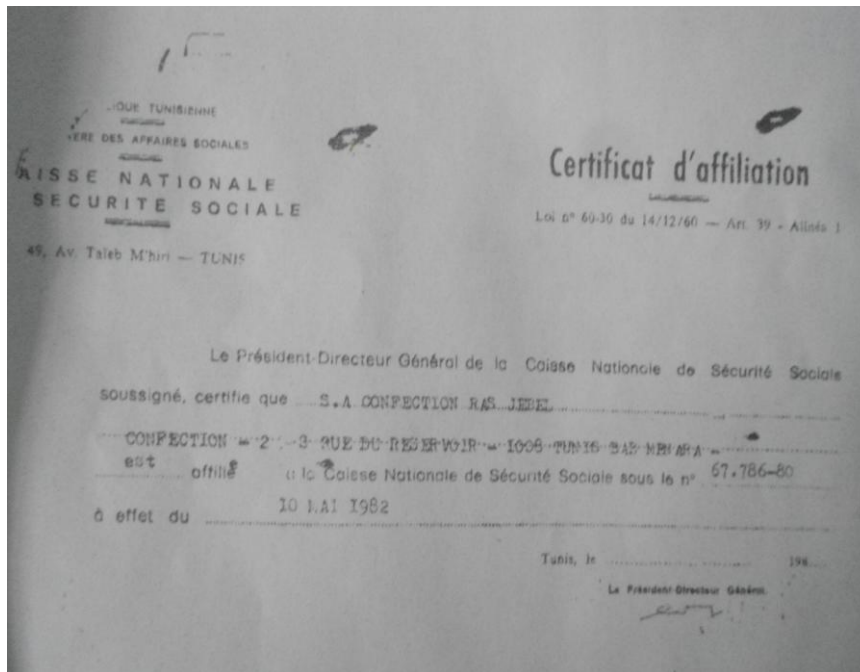 IQUE TUNISIENNE
ERE DES AFFAIRES SOCIALES
AISSE NATIONALE
SECURITE SOCIALE
49, Av. Taïeb M'hiri — TUNIS
Certificat d'affiliation
Loi n° 60-30 du 14/12/60 — Art. 39 - Alinéa 1
Le Président-Directeur Général de la Caisse Nationale de Sécurité Sociale
soussigné, certifie que S.A CONFECTION RAS JEBEL
CONFECTION - 2 - 3 RUE DU RESERVOIR - 1008 TUNIS BAB MENARA -
est affilié à la Caisse Nationale de Sécurité Sociale sous le n° 67.786-80
à effet du 10 MAI 1982
Tunis, le 198
Le Président-Directeur Général.